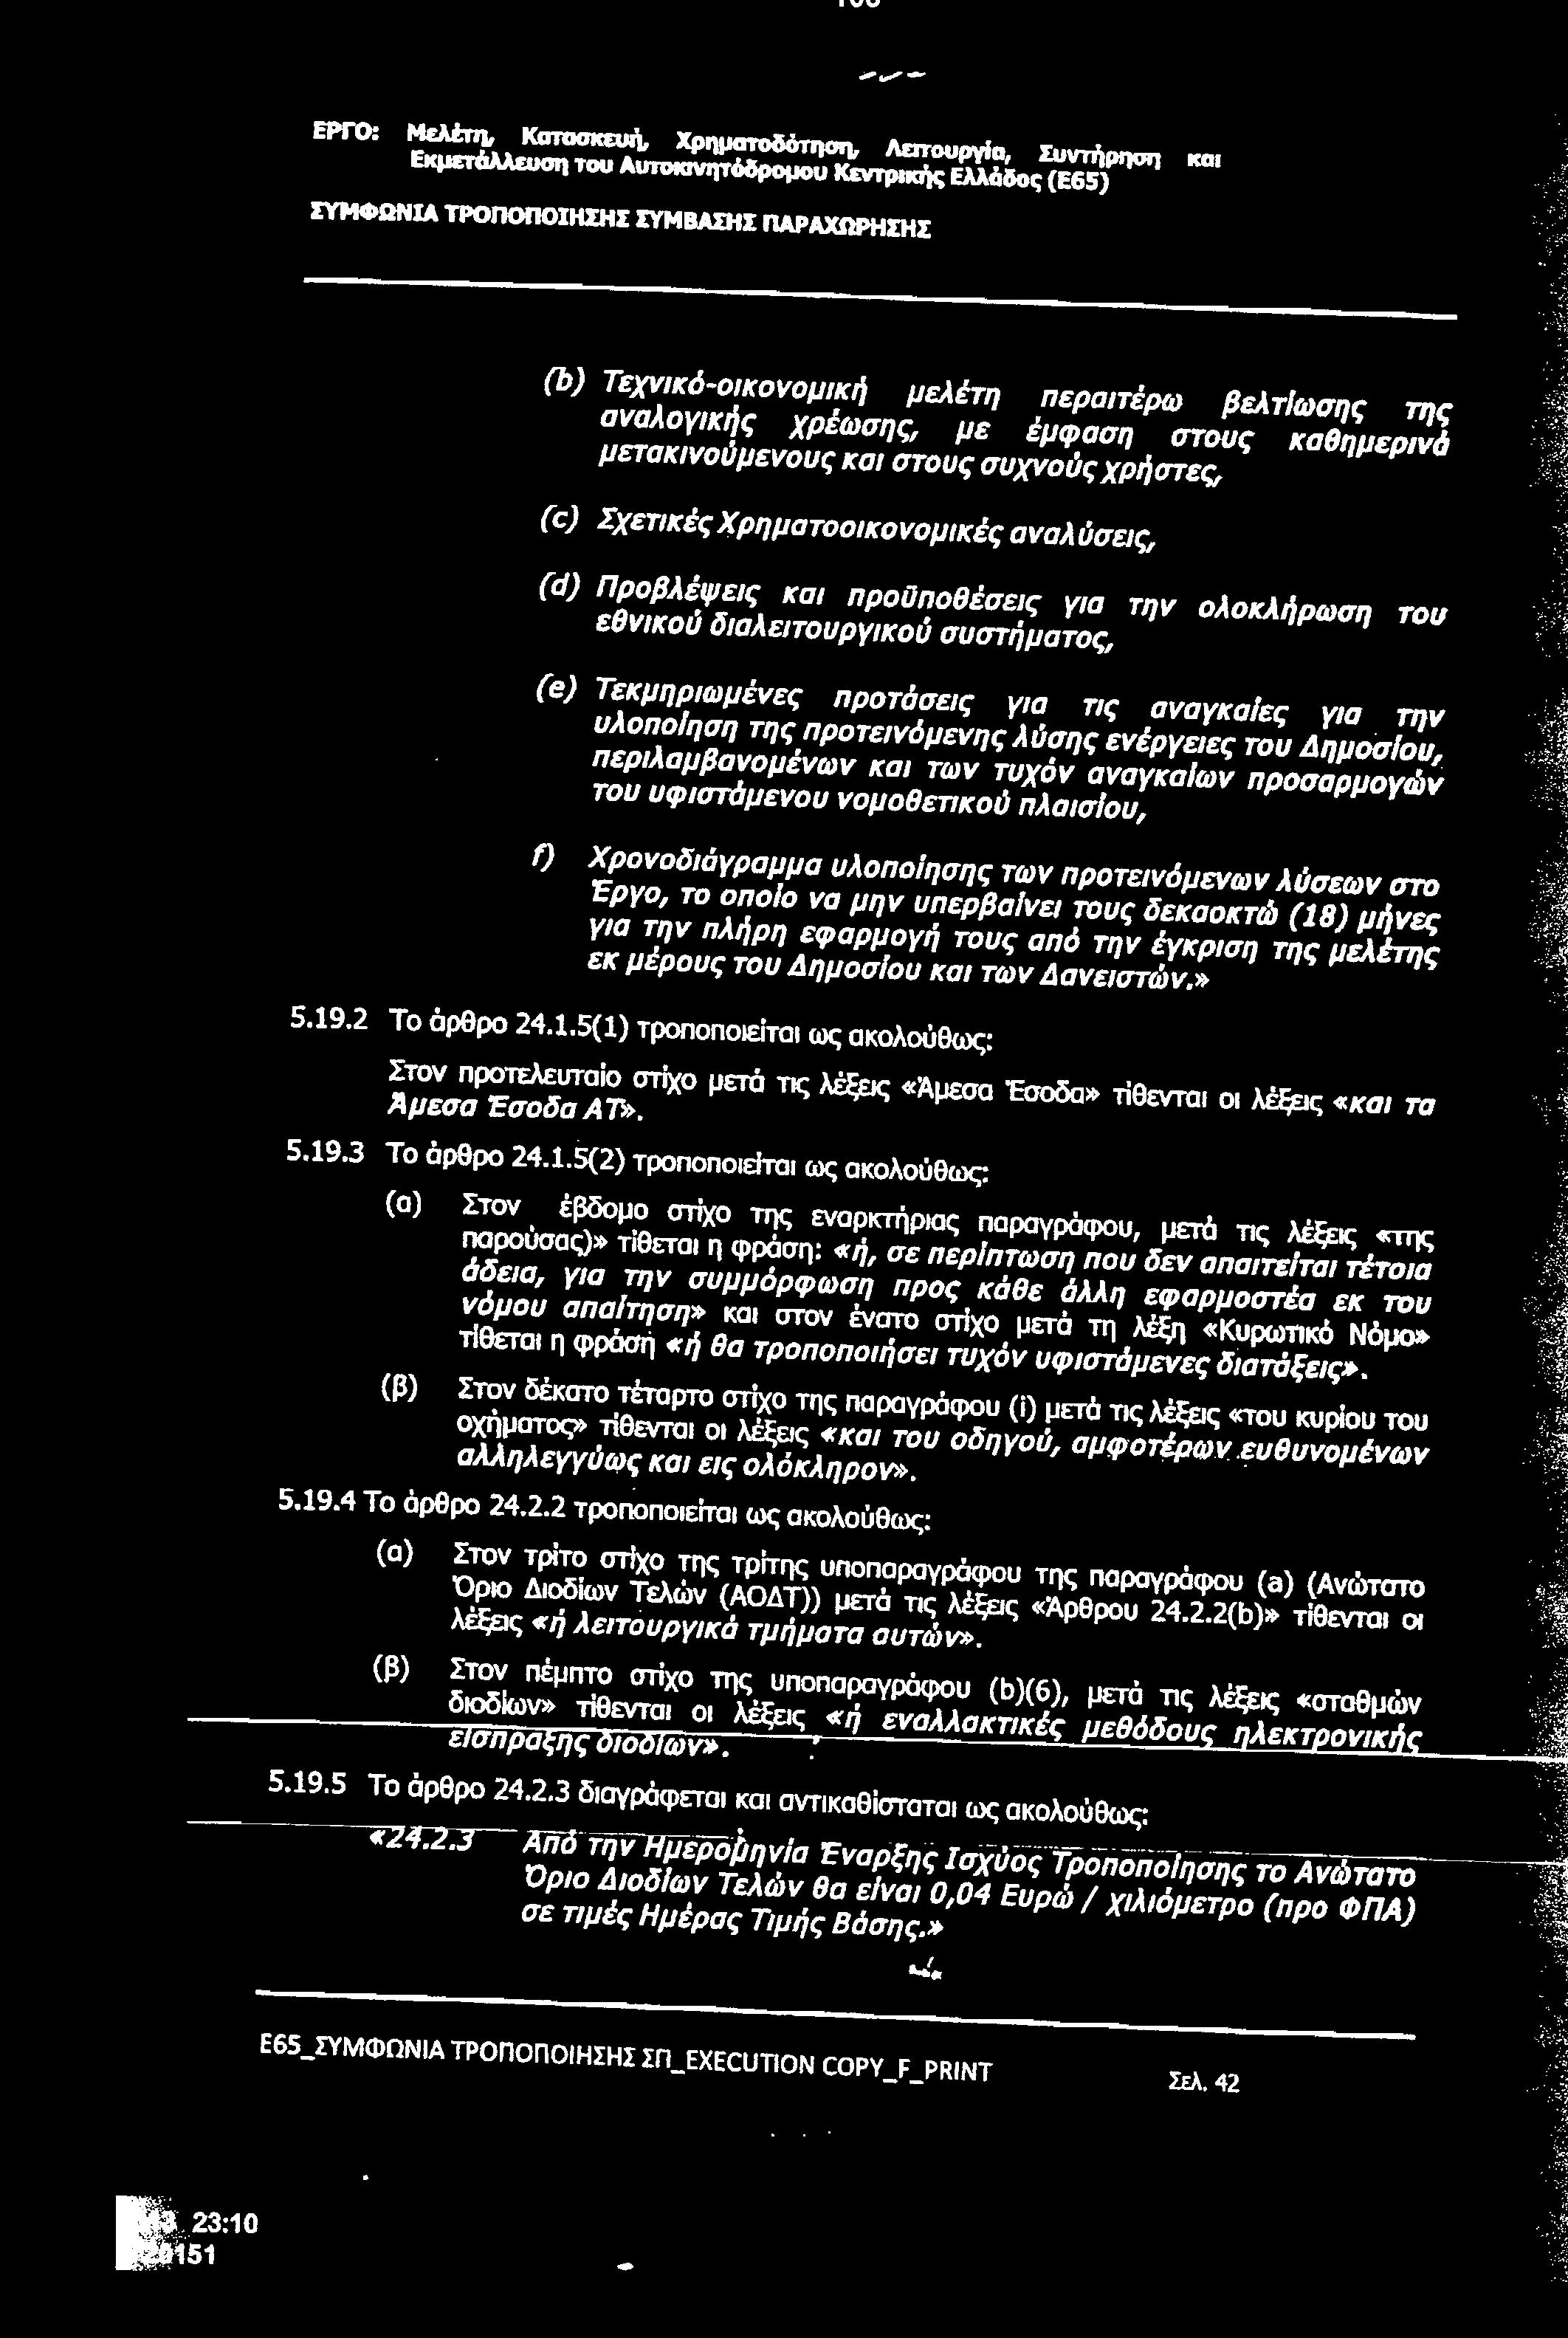 ΕΡΓΟ: Μελέτη, Κατασκευή, Χρηματοδότηση, Λειτουργία, Συντήρηση και
Εκμετάλλευση του Αυτοκινητόδρομου Κεντρικής Ελλάδος (Ε65)
ΣΥΜΦΩΝΙΑ ΤΡΟΠΟΠΟΙΗΣΗΣ ΣΥΜΒΑΣΗΣ ΠΑΡΑΧΩΡΗΣΗΣ
(b) Τεχνικό-οικονομική μελέτη περαιτέρω βελτίωσης της
αναλογικής χρέωσης, με έμφαση στους καθημερινά
μετακινούμενους και στους συχνούς χρήστες,
(c) Σχετικές Χρηματοοικονομικές αναλύσεις,
(d) Προβλέψεις και προϋποθέσεις για την ολοκλήρωση του
εθνικού διαλειτουργικού συστήματος,
(e) Τεκμηριωμένες προτάσεις για τις αναγκαίες για την
υλοποίηση της προτεινόμενης λύσης ενέργειες του Δημοσίου,
περιλαμβανομένων και των τυχόν αναγκαίων προσαρμογών
του υφιστάμενου νομοθετικού πλαισίου,
f) Χρονοδιάγραμμα υλοποίησης των προτεινόμενων λύσεων στο
Έργο, το οποίο να μην υπερβαίνει τους δεκαοκτώ (18) μήνες
για την πλήρη εφαρμογή τους από την έγκριση της μελέτης
εκ μέρους του Δημοσίου και των Δανειστών.»
5.19.2 Το άρθρο 24.1.5(1) τροποποιείται ως ακολούθως:
Στον προτελευταίο στίχο μετά τις λέξεις «Άμεσα Έσοδα» τίθενται οι λέξεις «και τα
Άμεσα Έσοδα ΑΤ».
5.19.3 Το άρθρο 24.1.5(2) τροποποιείται ως ακολούθως:
(α) Στον έβδομο στίχο της εναρκτήριας παραγράφου, μετά τις λέξεις «της
παρούσας)» τίθεται η φράση: «ή, σε περίπτωση που δεν απαιτείται τέτοια
άδεια, για την συμμόρφωση προς κάθε άλλη εφαρμοστέα εκ του
νόμου απαίτηση» και στον ένατο στίχο μετά τη λέξη «Κυρωτικό Νόμο»
τίθεται η φράση «ή θα τροποποιήσει τυχόν υφιστάμενες διατάξεις».
(β) Στον δέκατο τέταρτο στίχο της παραγράφου (i) μετά τις λέξεις «του κυρίου του
οχήματος» τίθενται οι λέξεις «και του οδηγού, αμφοτέρων ευθυνομένων
αλληλεγγύως και εις ολόκληρον».
5.19.4 Το άρθρο 24.2.2 τροποποιείται ως ακολούθως:
(α) Στον τρίτο στίχο της τρίτης υποπαραγράφου της παραγράφου (a) (Ανώτατο
Όριο Διοδίων Τελών (ΑΟΔΤ)) μετά τις λέξεις «Άρθρου 24.2.2(b)» τίθενται οι
λέξεις «ή λειτουργικά τμήματα αυτών».
(β) Στον πέμπτο στίχο της υποπαραγράφου (b)(6), μετά τις λέξεις «σταθμών
διοδίων» τίθενται οι λέξεις «ή εναλλακτικές μεθόδους ηλεκτρονικής
είσπραξης διοδίων».
5.19.5 Το άρθρο 24.2.3 διαγράφεται και αντικαθίσταται ως ακολούθως:
«24.2.3 Από την Ημερομηνία Έναρξης Ισχύος Τροποποίησης το Ανώτατο
Όριο Διοδίων Τελών θα είναι 0,04 Ευρώ / χιλιόμετρο (προ ΦΠΑ)
σε τιμές Ημέρας Τιμής Βάσης.»
E65_ΣΥΜΦΩΝΙΑ ΤΡΟΠΟΠΟΙΗΣΗΣ ΣΠ_EXECUTION COPY_F_PRINT Σελ. 42
23:10